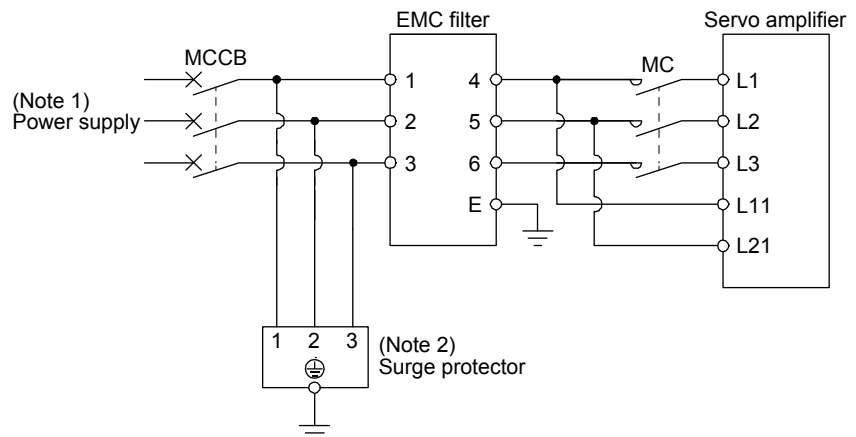 EMC filter
Servo amplifier
MCCB
MC
(Note 1)
Power supply
1
4
L1
2
5
L2
3
6
L3
E
L11
L21
1 2 3
(Note 2)
Surge protector